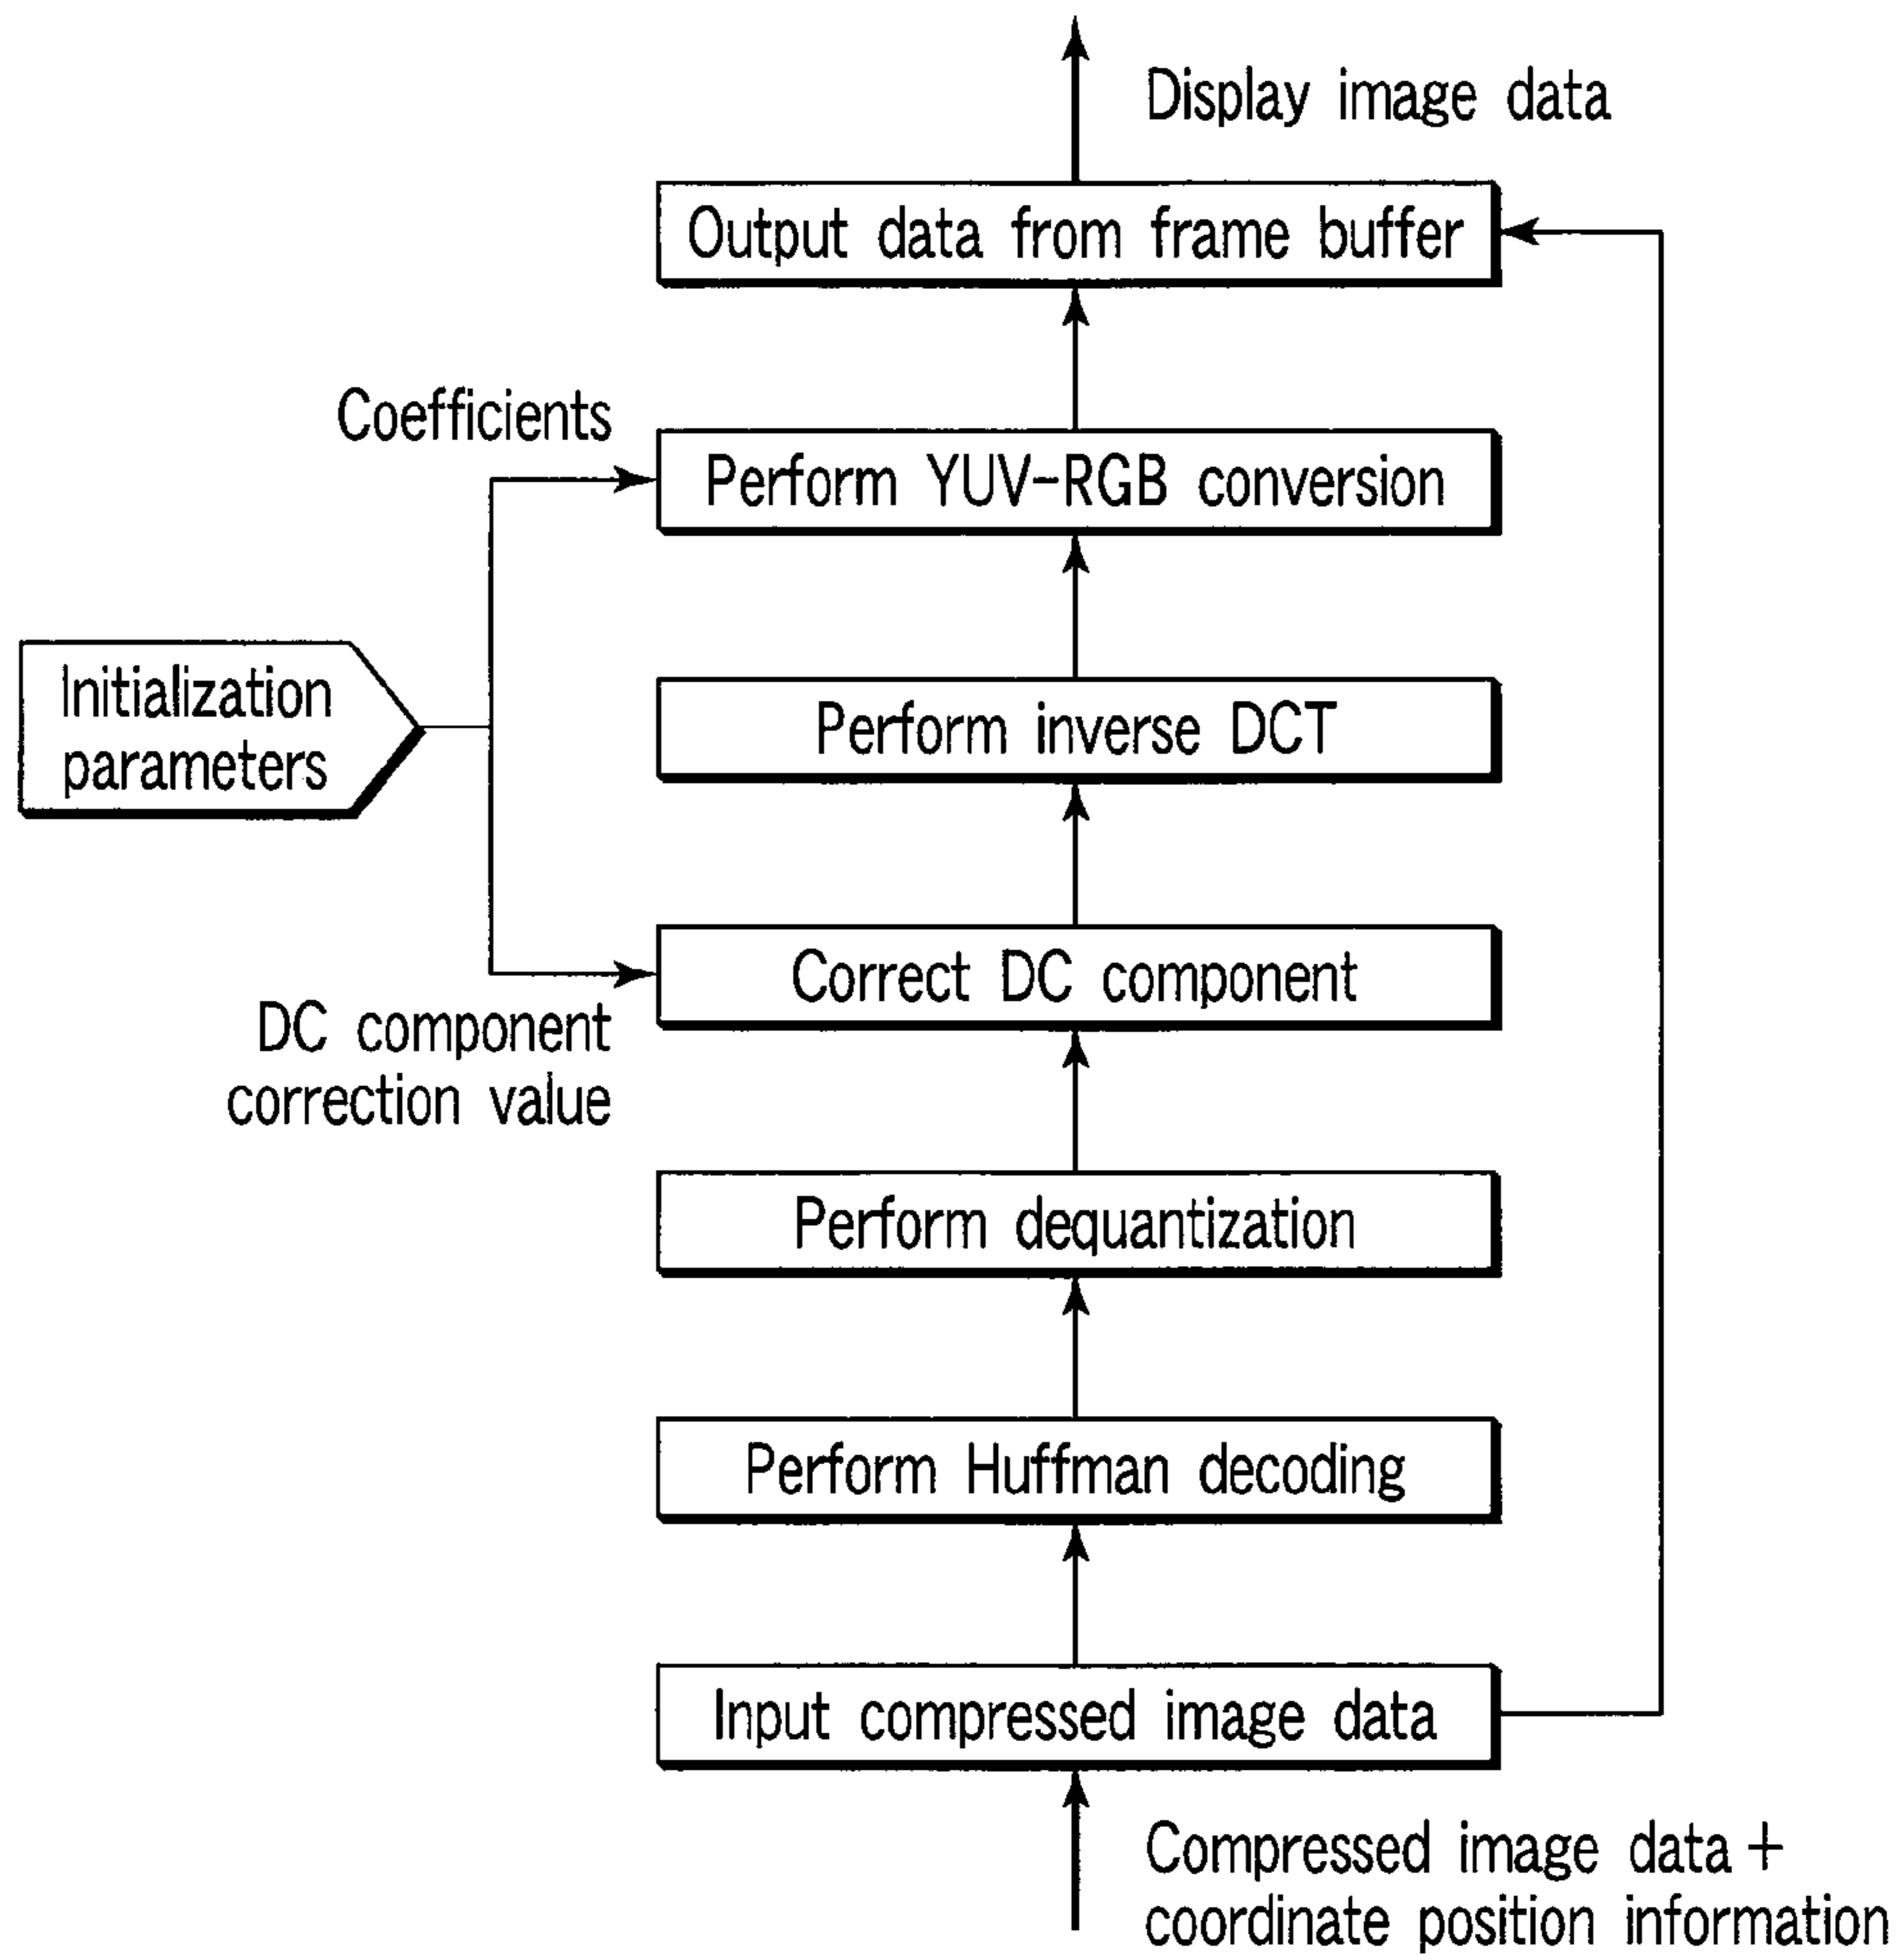 Display image data
Output data from frame buffer
Coefficients
Perform YUV-RGB conversion
Initialization
parameters
Perform inverse DCT
Correct DC component
DC component
correction value
Perform dequantization
Perform Huffman decoding
Input compressed image data
Compressed image data +
coordinate position information